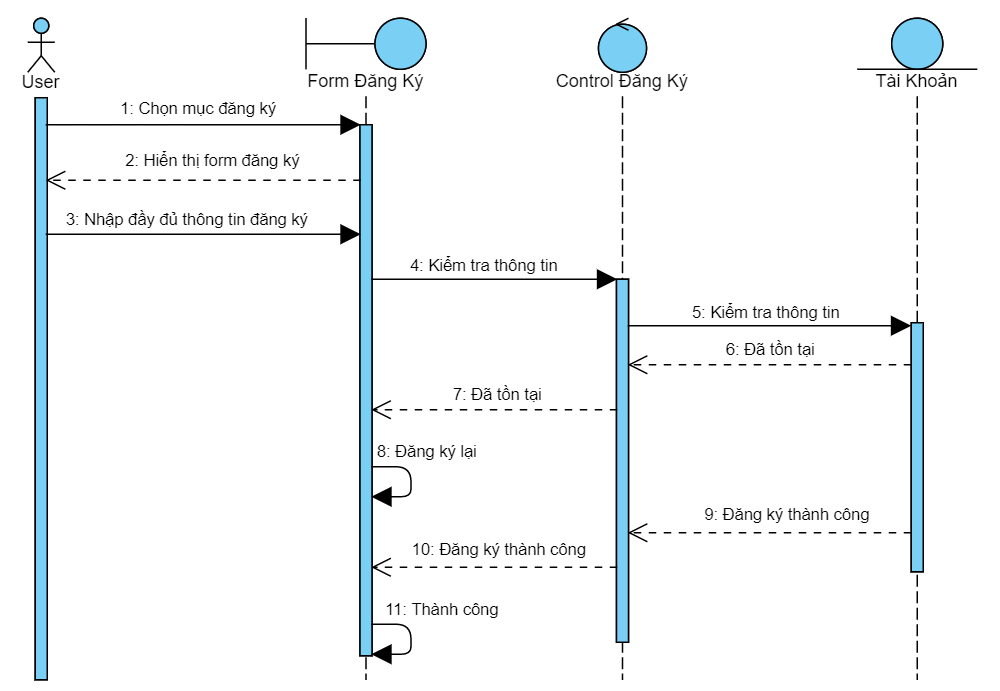 User
Form Đăng Ký
Control Đăng Ký
Tài Khoản
1: Chọn mục đăng ký
2: Hiển thị form đăng ký
3: Nhập đầy đủ thông tin đăng ký
4: Kiểm tra thông tin
5: Kiểm tra thông tin
6: Đã tồn tại
7: Đã tồn tại
8: Đăng ký lại
9: Đăng ký thành công
10: Đăng ký thành công
11: Thành công